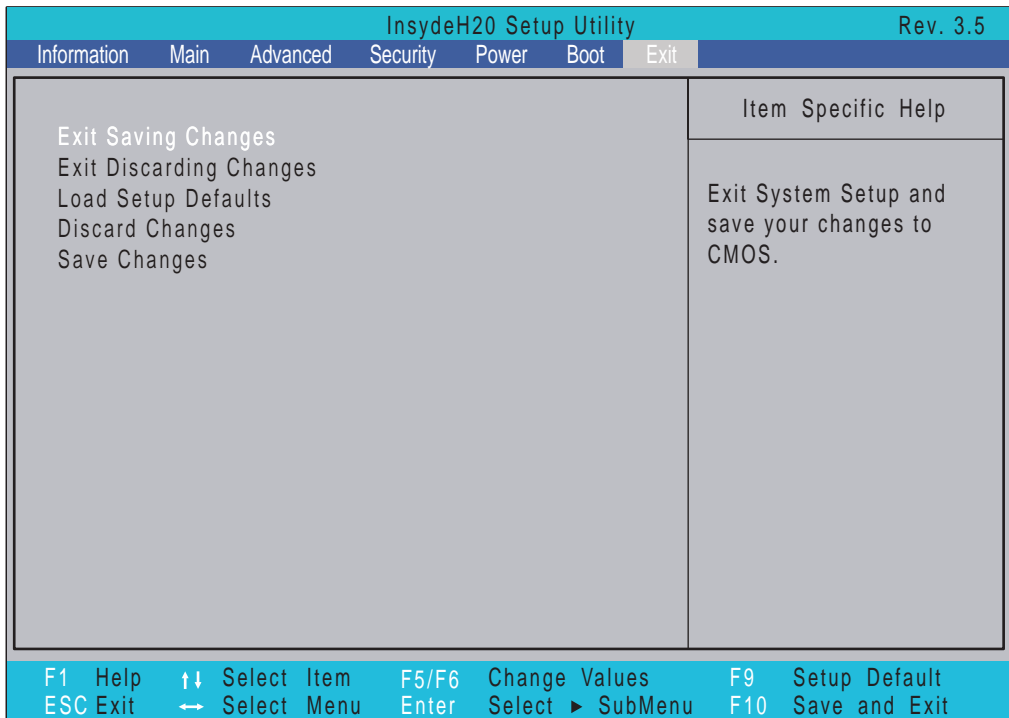 InsydeH20 Setup Utility Rev. 3.5
Information Main Advanced Security Power Boot Exit
Exit Saving Changes
Exit Discarding Changes
Load Setup Defaults
Discard Changes
Save Changes
Item Specific Help
Exit System Setup and
save your changes to
CMOS.
F1 Help ↑↓ Select Item F5/F6 Change Values F9 Setup Default
ESC Exit ↔ Select Menu Enter Select ► SubMenu F10 Save and Exit